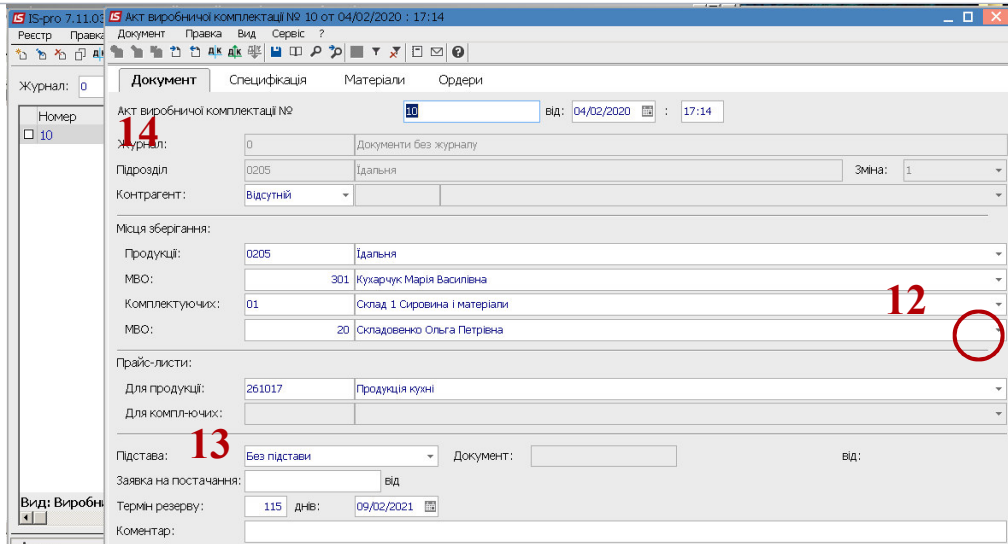 IS-pro 7.11.03
Акт виробничої комплектації № 10 от 04/02/2020 : 17:14
Реєстр Правка
Документ Правка Вид Сервіс ?
Журнал: 0
Документ Специфікація Матеріали Ордери
Номер
10
Акт виробничої комплектації № 10 від: 04/02/2020 : 17:14
14
Журнал: 0 Документи без журналу
Підрозділ 0205 Їдальня Зміна: 1
Контрагент: Відсутній
Місця зберігання:
Продукції: 0205 Їдальня
МВО: 301 Кухарчук Марія Василівна
Комплектуючих: 01 Склад 1 Сировина і матеріали
12
МВО: 20 Складовенко Ольга Петрівна
Прайс-листи:
Для продукції: 261017 Продукція кухні
Для компл-ючих:
13
Підстава: Без підстави Документ: від:
Заявка на постачання: від
Вид: Виробни
Термін резерву: 115 днів: 09/02/2021
Коментар: